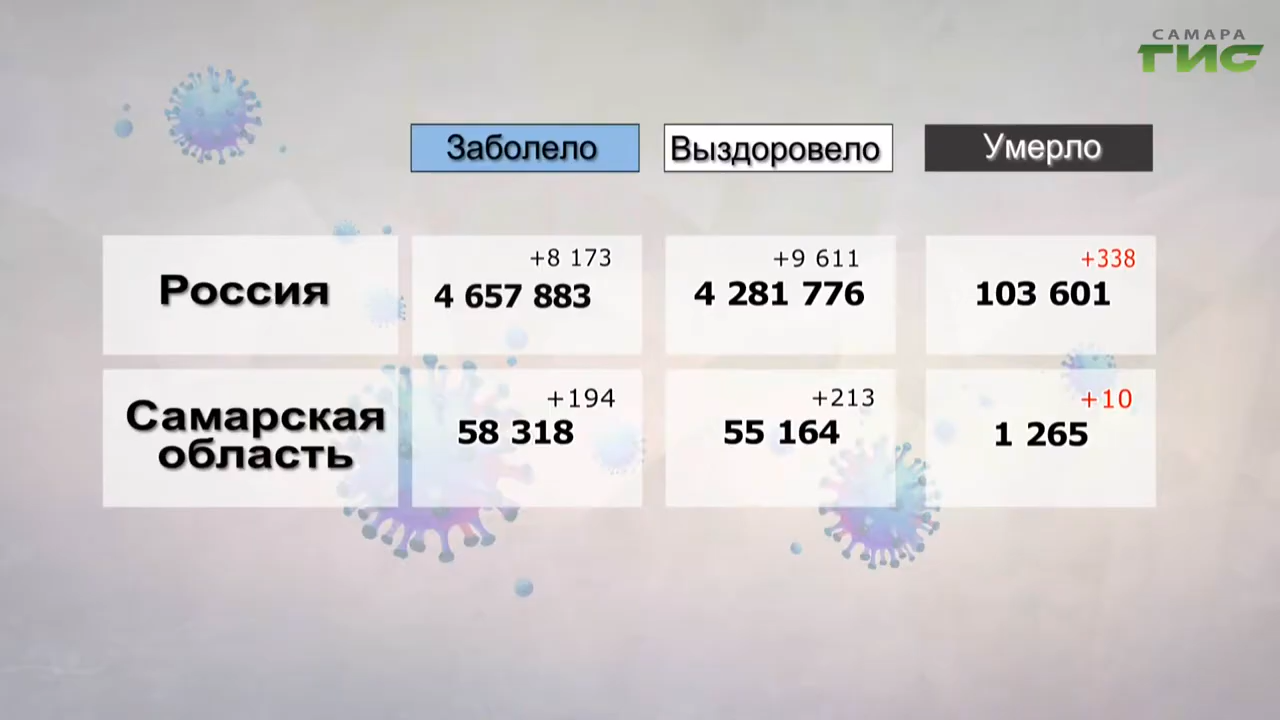 САМАРА
ГИС
Заболело Выздоровело Умерло
+8 173 +9 611 +338
Россия 4 657 883 4 281 776 103 601
+194 +213 +10
Самарская 58 318 55 164 1 265
область